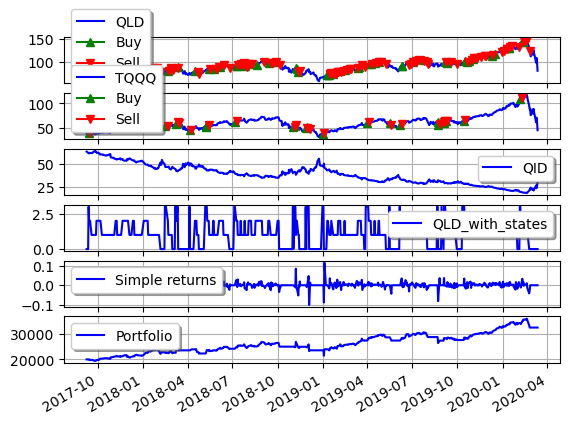 QLD
Buy
Sell
150
100
TQQQ
Buy
Sell
100
50
QID
50
25
QLD_with_states
2.5
0.0
Simple returns
0.1
0.0
−0.1
Portfolio
30000
20000
2017-10
2018-01
2018-04
2018-07
2018-10
2019-01
2019-04
2019-07
2019-10
2020-01
2020-04